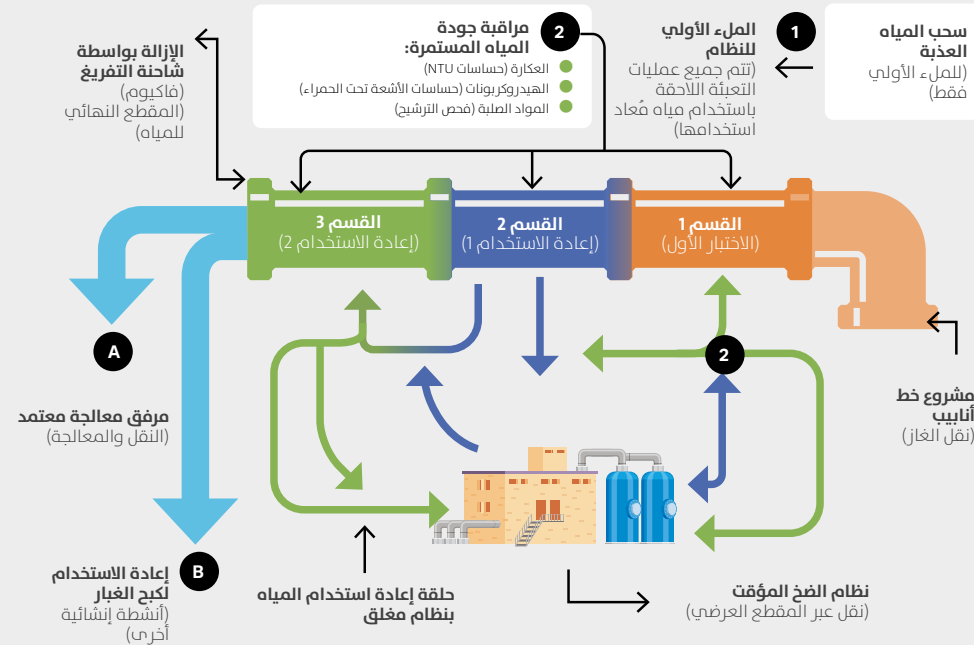 سحب المياه
العذبة
(للملء الأولي
فقط)
1
الملء الأولي
للنظام
(تتم جميع عمليات
التعبئة اللاحقة
باستخدام مياه مُعاد
استخدامها)
2
مراقبة جودة
المياه المستمرة:
العكارة (حساسات NTU)
الهيدروكربونات (حساسات الأشعة تحت الحمراء)
المواد الصلبة (فحص الترشيح)
الإزالة بواسطة
شاحنة التفريغ
(فاكيوم)
(المقطع النهائي
للمياه)
القسم 1
(الاختبار الأول)
القسم 2
(إعادة الاستخدام 1)
القسم 3
(إعادة الاستخدام 2)
2
A
مشروع خط
أنابيب
(نقل الغاز)
مرفق معالجة معتمد
(النقل والمعالجة)
B
إعادة الاستخدام
لكبح الغبار
(أنشطة إنشائية
أخرى)
حلقة إعادة استخدام المياه
بنظام مغلق
نظام الضخ المؤقت
(نقل عبر المقطع العرضي)